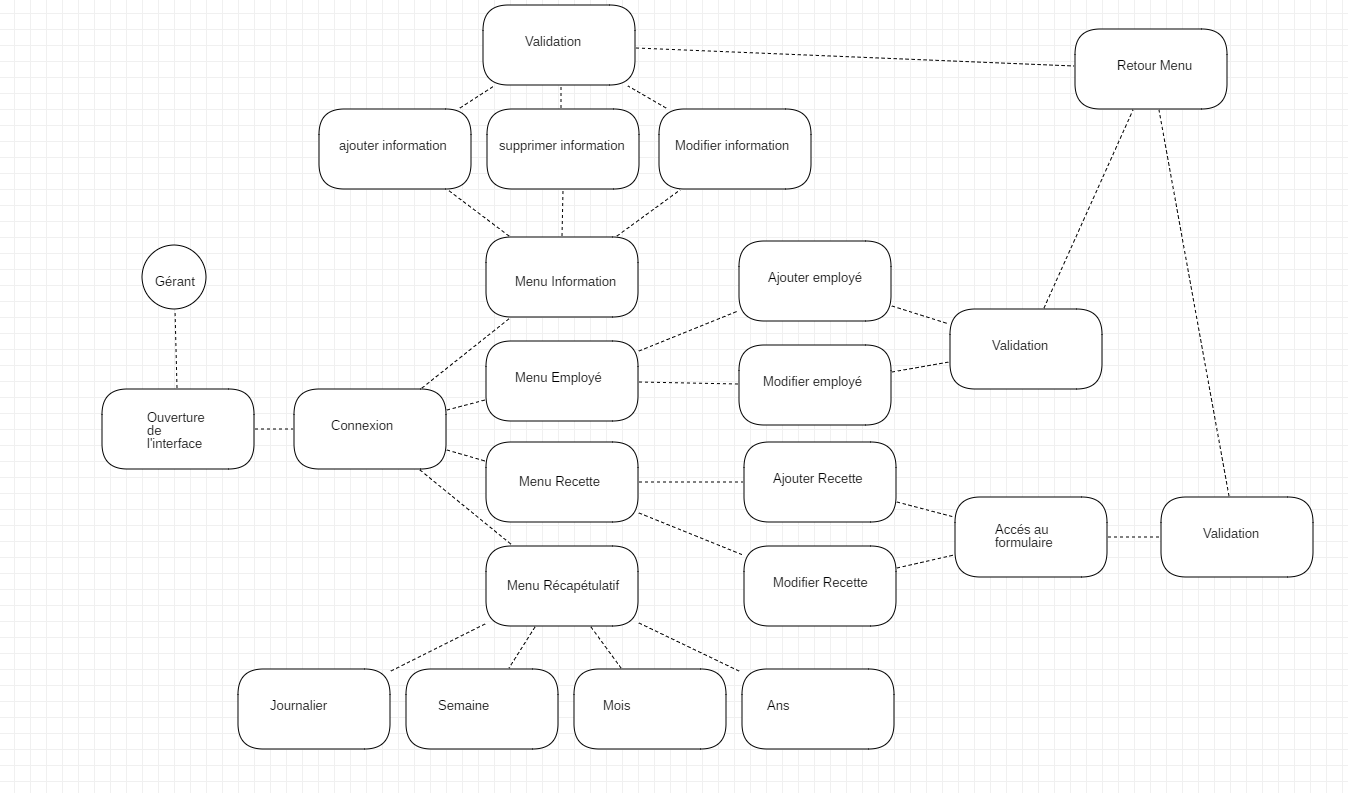 Validation
Retour Menu
ajouter information
supprimer information
Modifier information
Gérant
Menu Information
Ajouter employé
Validation
Menu Employé
Modifier employé
Ouverture
de
l'interface
Connexion
Menu Recette
Ajouter Recette
Accés au
formulaire
Validation
Menu Récapétulatif
Modifier Recette
Journalier
Semaine
Mois
Ans